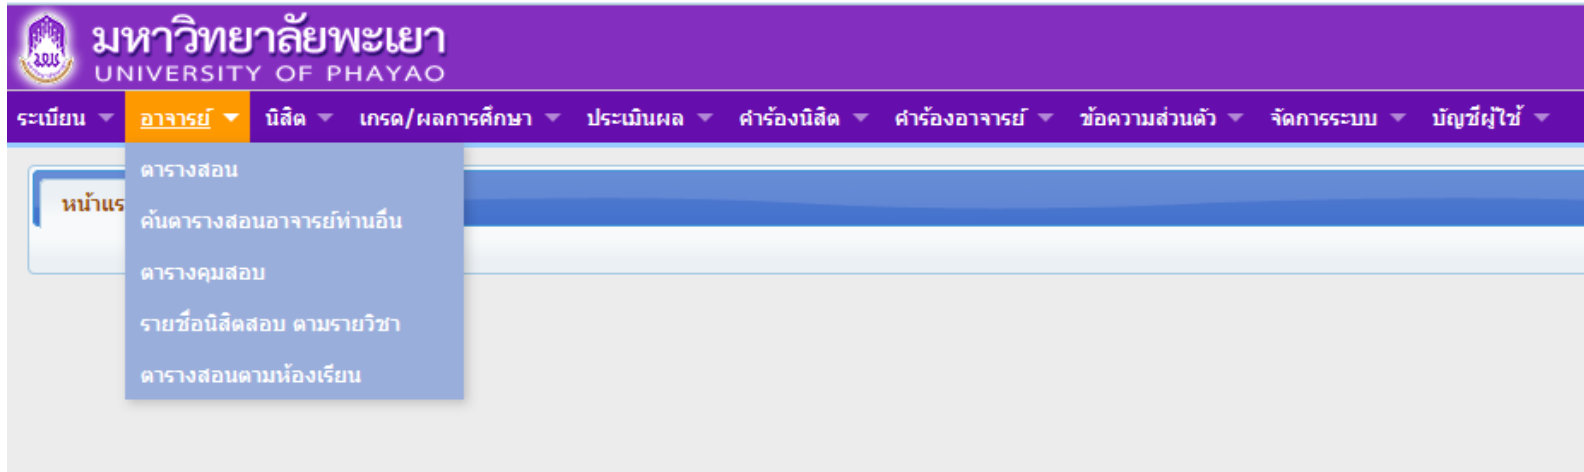 มหาวิทยาลัยพะเยา
UNIVERSITY OF PHAYAO
ระเบียน อาจารย์ นิสิต เกรด/ผลการศึกษา ประเมินผล คำร้องนิสิต คำร้องอาจารย์ ข้อความส่วนตัว จัดการระบบ บัญชีผู้ใช้
ตารางสอน
หน้าแร
ค้นตารางสอนอาจารย์ท่านอื่น
ตารางคุมสอบ
รายชื่อนิสิตสอบ ตามรายวิชา
ตารางสอนตามห้องเรียน